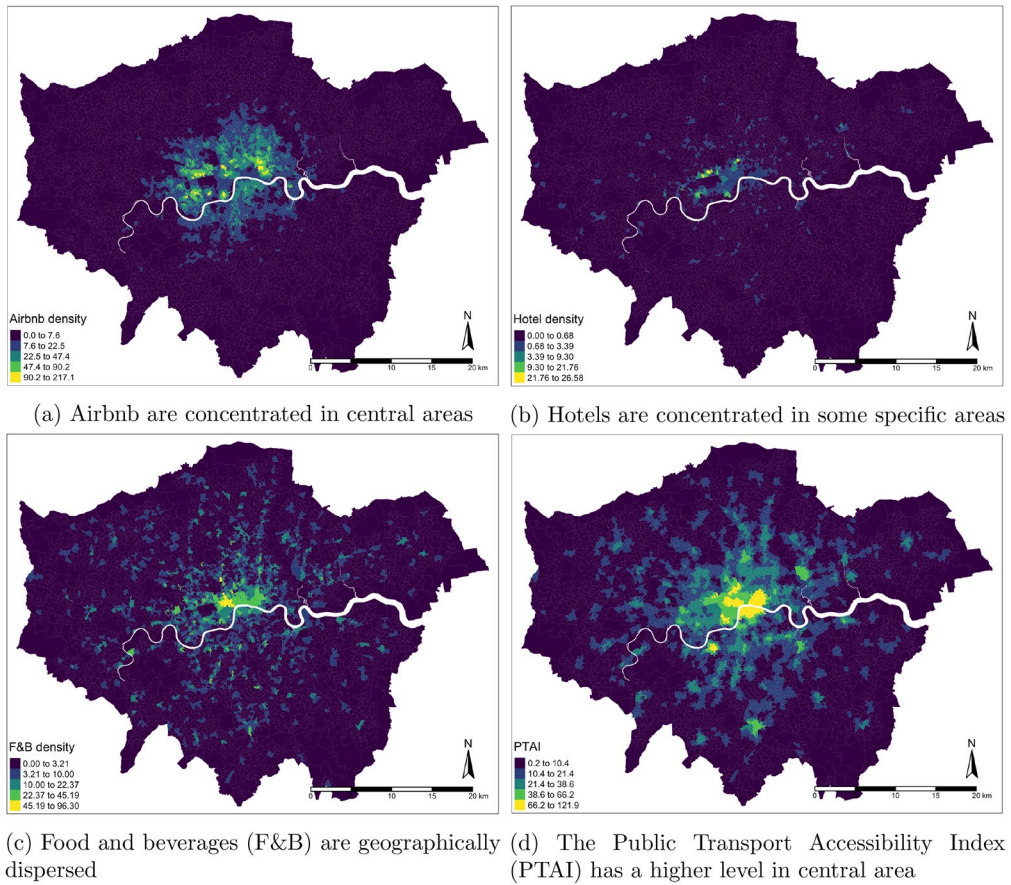 Airbnb density
0.0 to 7.6
7.6 to 22.5
22.5 to 47.4
47.4 to 90.2
90.2 to 217.1
N
0 5 10 15 20 km
Hotel density
0.00 to 0.68
0.68 to 3.39
3.39 to 9.30
9.30 to 21.76
21.76 to 26.58
N
0 5 10 15 20 km
(a) Airbnb are concentrated in central areas
(b) Hotels are concentrated in some specific areas
F&B density
0.00 to 3.21
3.21 to 10.00
10.00 to 22.37
22.37 to 45.19
45.19 to 96.30
N
0 5 10 15 20 km
PTAI
0.2 to 10.4
10.4 to 21.4
21.4 to 38.6
38.6 to 66.2
66.2 to 121.9
N
0 5 10 15 20 km
(c) Food and beverages (F&B) are geographically
dispersed
(d) The Public Transport Accessibility Index
(PTAI) has a higher level in central area